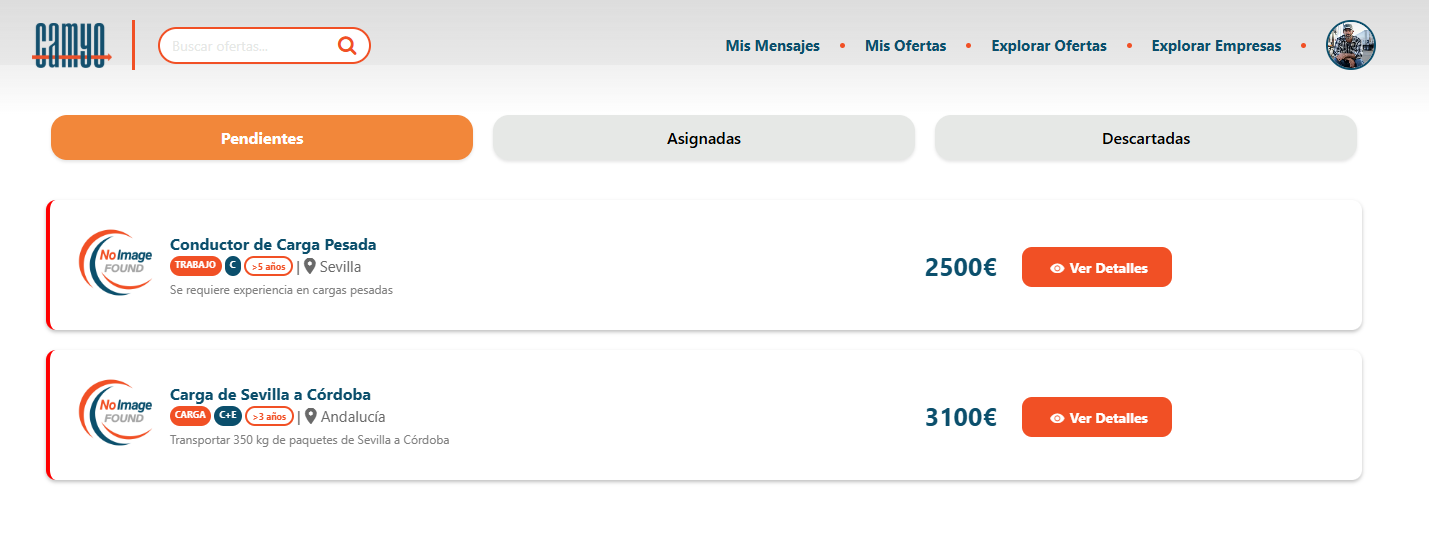 camyo
Buscar ofertas...
Mis Mensajes • Mis Ofertas • Explorar Ofertas • Explorar Empresas •
Pendientes
Asignadas
Descartadas
No Image
FOUND
Conductor de Carga Pesada
TRABAJO C >5 años | Sevilla
Se requiere experiencia en cargas pesadas
2500€
Ver Detalles
No Image
FOUND
Carga de Sevilla a Córdoba
CARGA C+E >3 años | Andalucía
Transportar 350 kg de paquetes de Sevilla a Córdoba
3100€
Ver Detalles